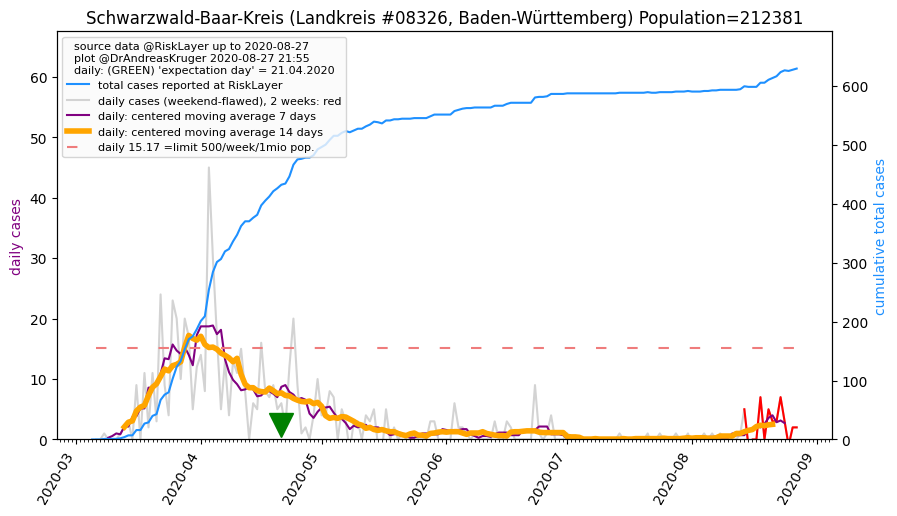 Schwarzwald-Baar-Kreis (Landkreis #08326, Baden-Württemberg) Population=212381
source data @RiskLayer up to 2020-08-27
plot @DrAndreasKruger 2020-08-27 21:55
daily: (GREEN) 'expectation day' = 21.04.2020
total cases reported at RiskLayer
daily cases (weekend-flawed), 2 weeks: red
daily: centered moving average 7 days
daily: centered moving average 14 days
daily 15.17 =limit 500/week/1mio pop.
daily cases
60
50
40
30
20
10
0
cumulative total cases
600
500
400
300
200
100
0
2020-03
2020-04
2020-05
2020-06
2020-07
2020-08
2020-09